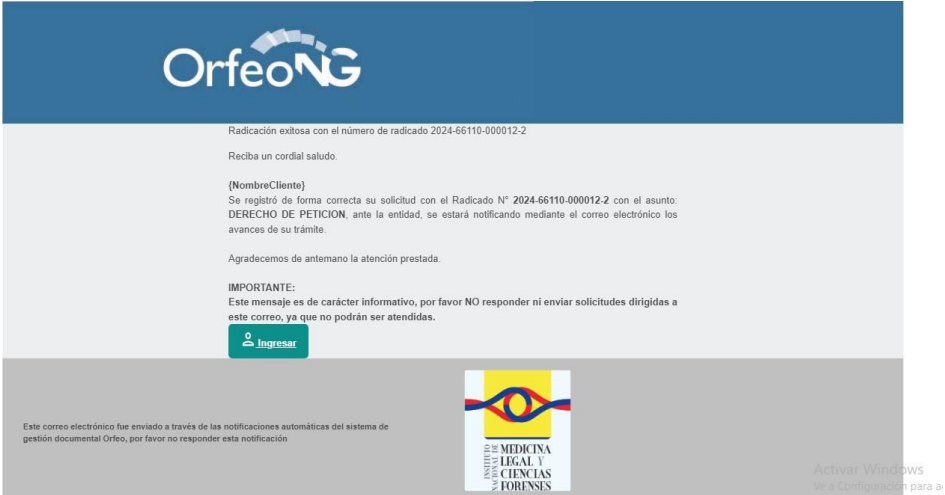 OrfeoNG
Radicación exitosa con el número de radicado 2024-66110-000012-2
Reciba un cordial saludo.
{NombreCliente}
Se registró de forma correcta su solicitud con el Radicado N° 2024-66110-000012-2 con el asunto:
DERECHO DE PETICION, ante la entidad, se estará notificando mediante el correo electrónico los
avances de su trámite.
Agradecemos de antemano la atención prestada.
IMPORTANTE:
Este mensaje es de carácter informativo, por favor NO responder ni enviar solicitudes dirigidas a
este correo, ya que no podrán ser atendidas.
Ingresar
Este correo electrónico fue enviado a través de las notificaciones automáticas del sistema de
gestión documental Orfeo, por favor no responder esta notificación
INSTITUTO
NACIONAL DE
MEDICINA
LEGAL Y
CIENCIAS
FORENSES
Activar Windows
Ve a Configuración para a